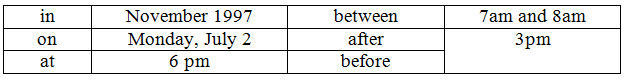 in November 1997 between 7am and 8am
on Monday, July 2 after 3pm
at 6 pm before